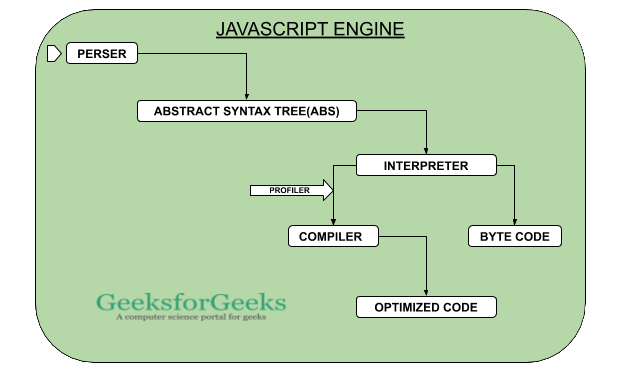 JAVASCRIPT ENGINE
PERSER
ABSTRACT SYNTAX TREE(ABS)
INTERPRETER
PROFILER
COMPILER
BYTE CODE
OPTIMIZED CODE
GeeksforGeeks
A computer science portal for geeks